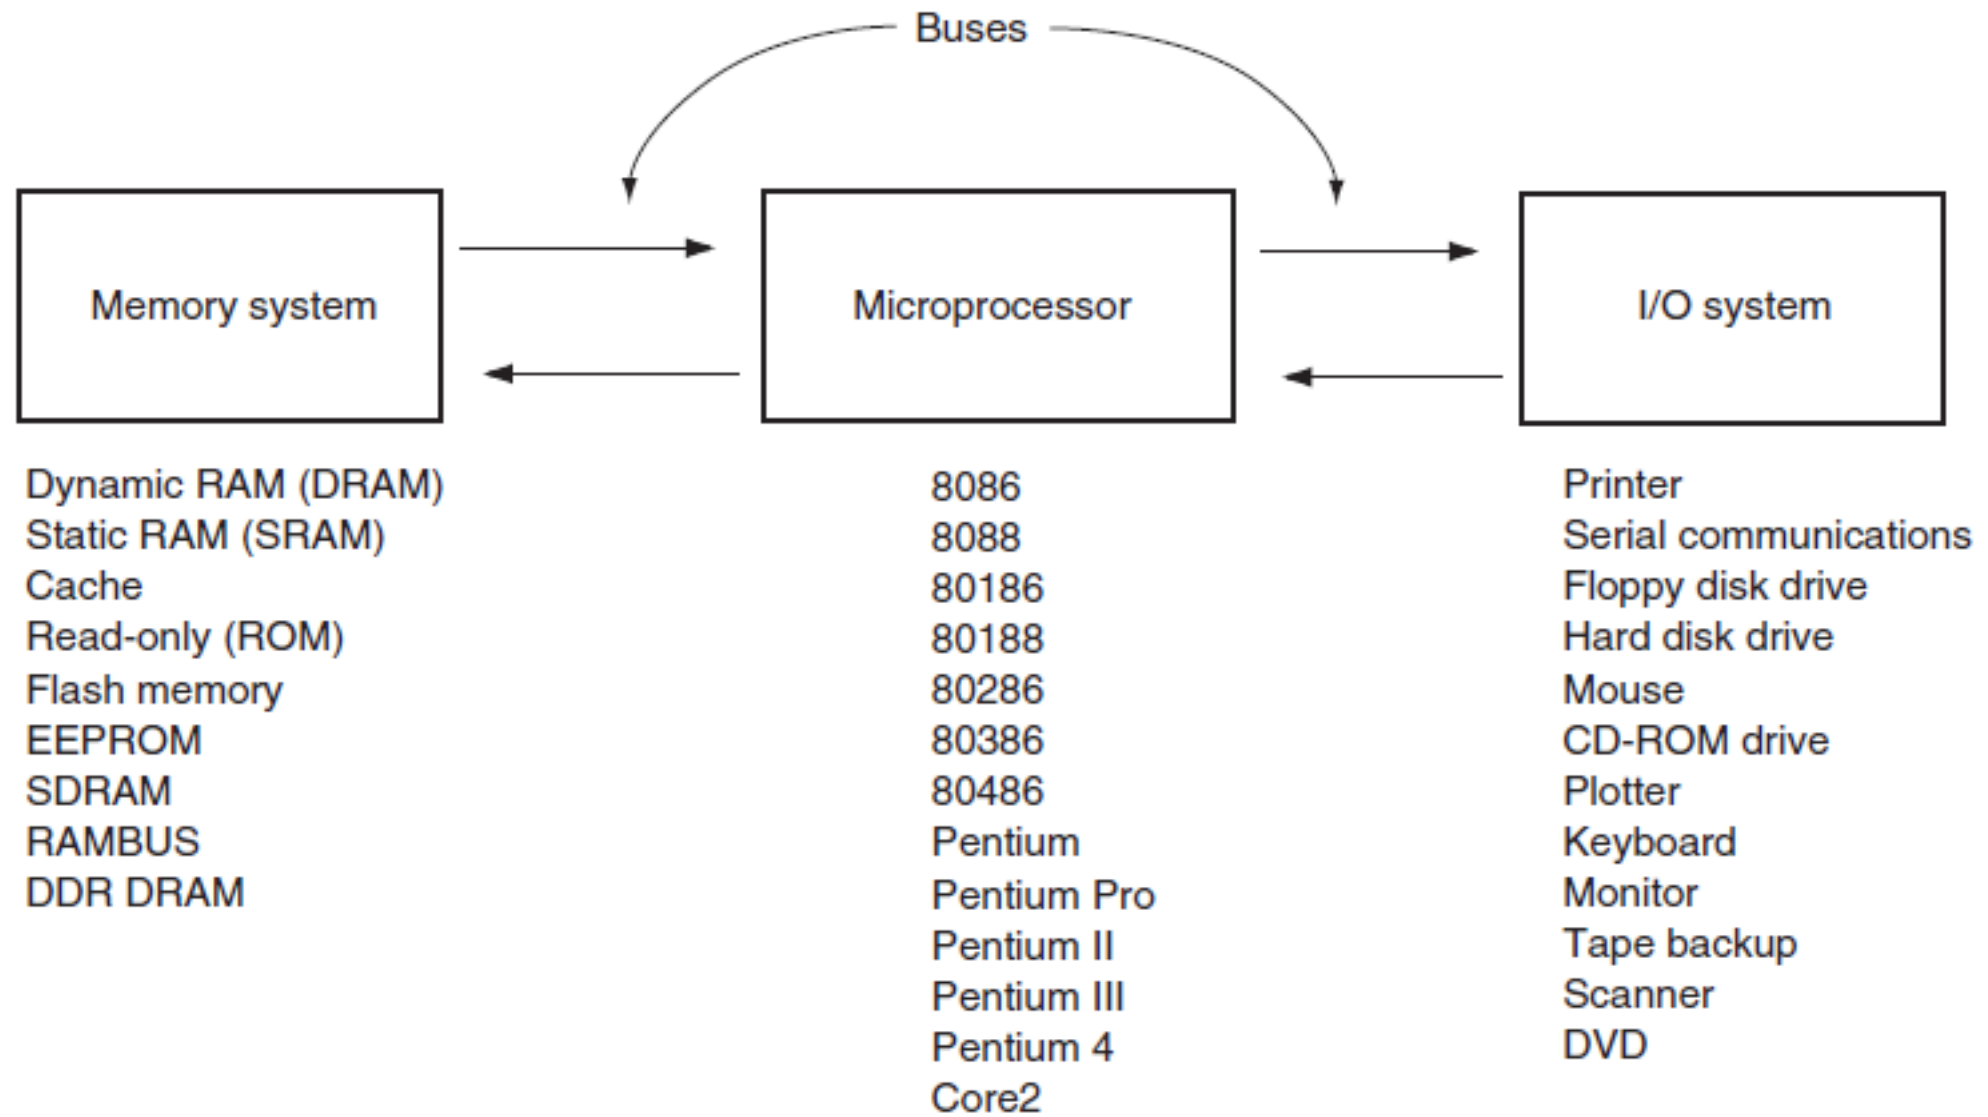 Buses
Memory system
Microprocessor
I/O system
Dynamic RAM (DRAM)
Static RAM (SRAM)
Cache
Read-only (ROM)
Flash memory
EEPROM
SDRAM
RAMBUS
DDR DRAM
8086
8088
80186
80188
80286
80386
80486
Pentium
Pentium Pro
Pentium II
Pentium III
Pentium 4
Core2
Printer
Serial communications
Floppy disk drive
Hard disk drive
Mouse
CD-ROM drive
Plotter
Keyboard
Monitor
Tape backup
Scanner
DVD